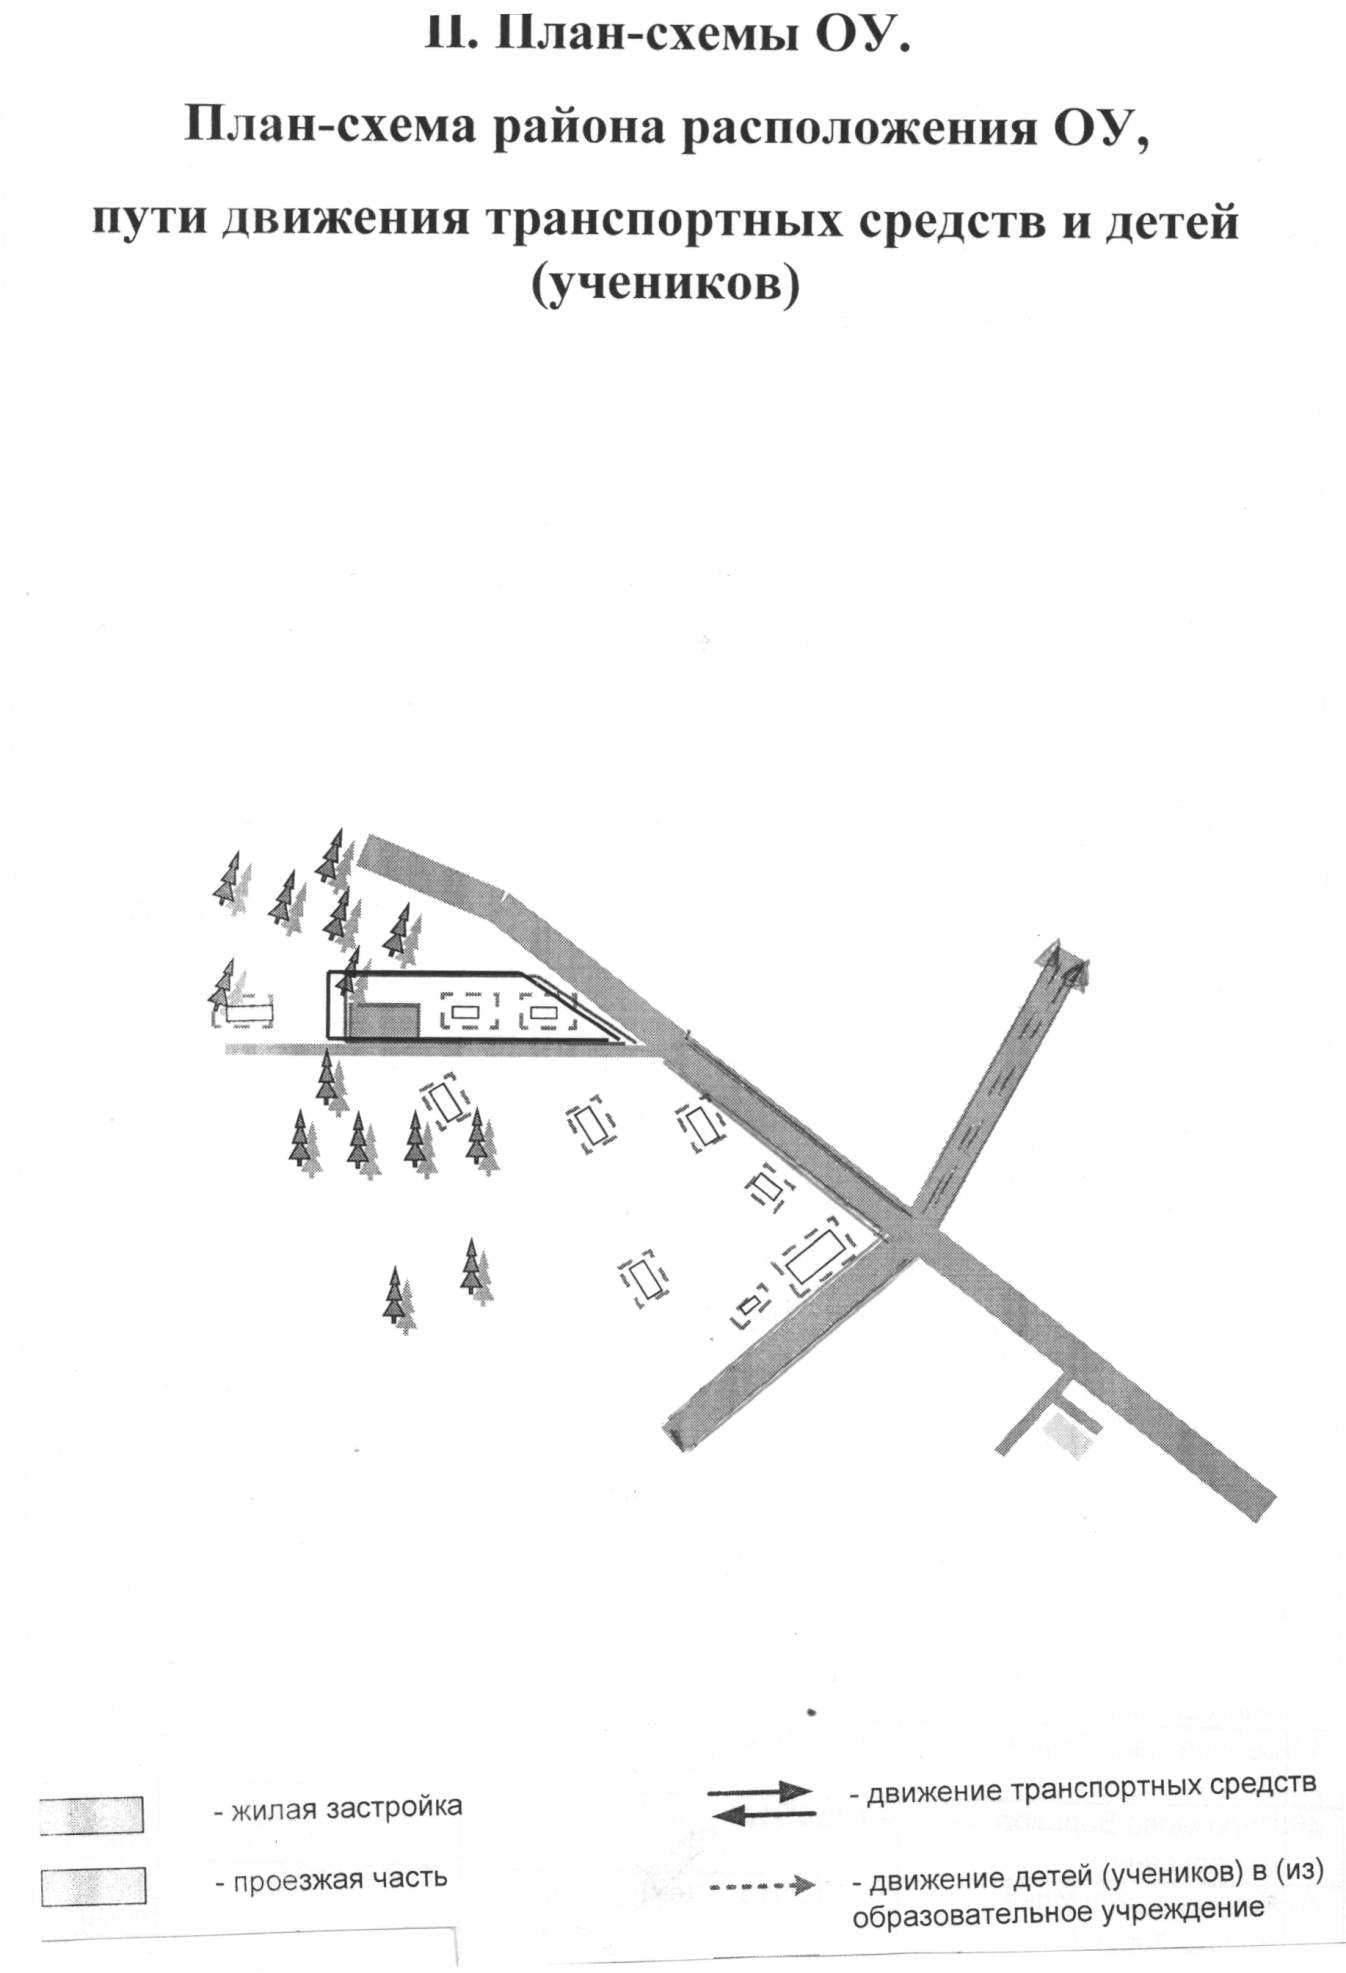 II. План-схемы ОУ.
План-схема района расположения ОУ,
пути движения транспортных средств и детей
(учеников)
- жилая застройка
- проезжая часть
- движение транспортных средств
- движение детей (учеников) в (из)
образовательное учреждение